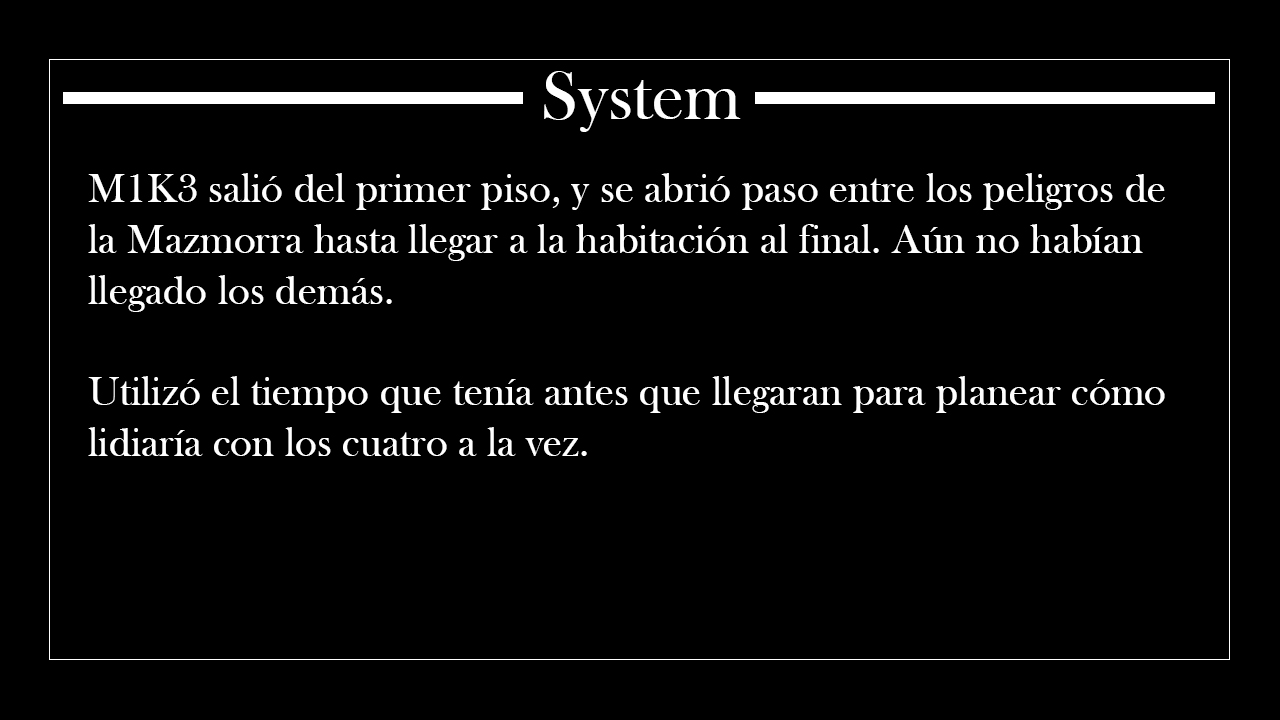 System
M1K3 salió del primer piso, y se abrió paso entre los peligros de
la Mazmorra hasta llegar a la habitación al final. Aún no habían
llegado los demás.
Utilizó el tiempo que tenía antes que llegaran para planear cómo
lidiaría con los cuatro a la vez.